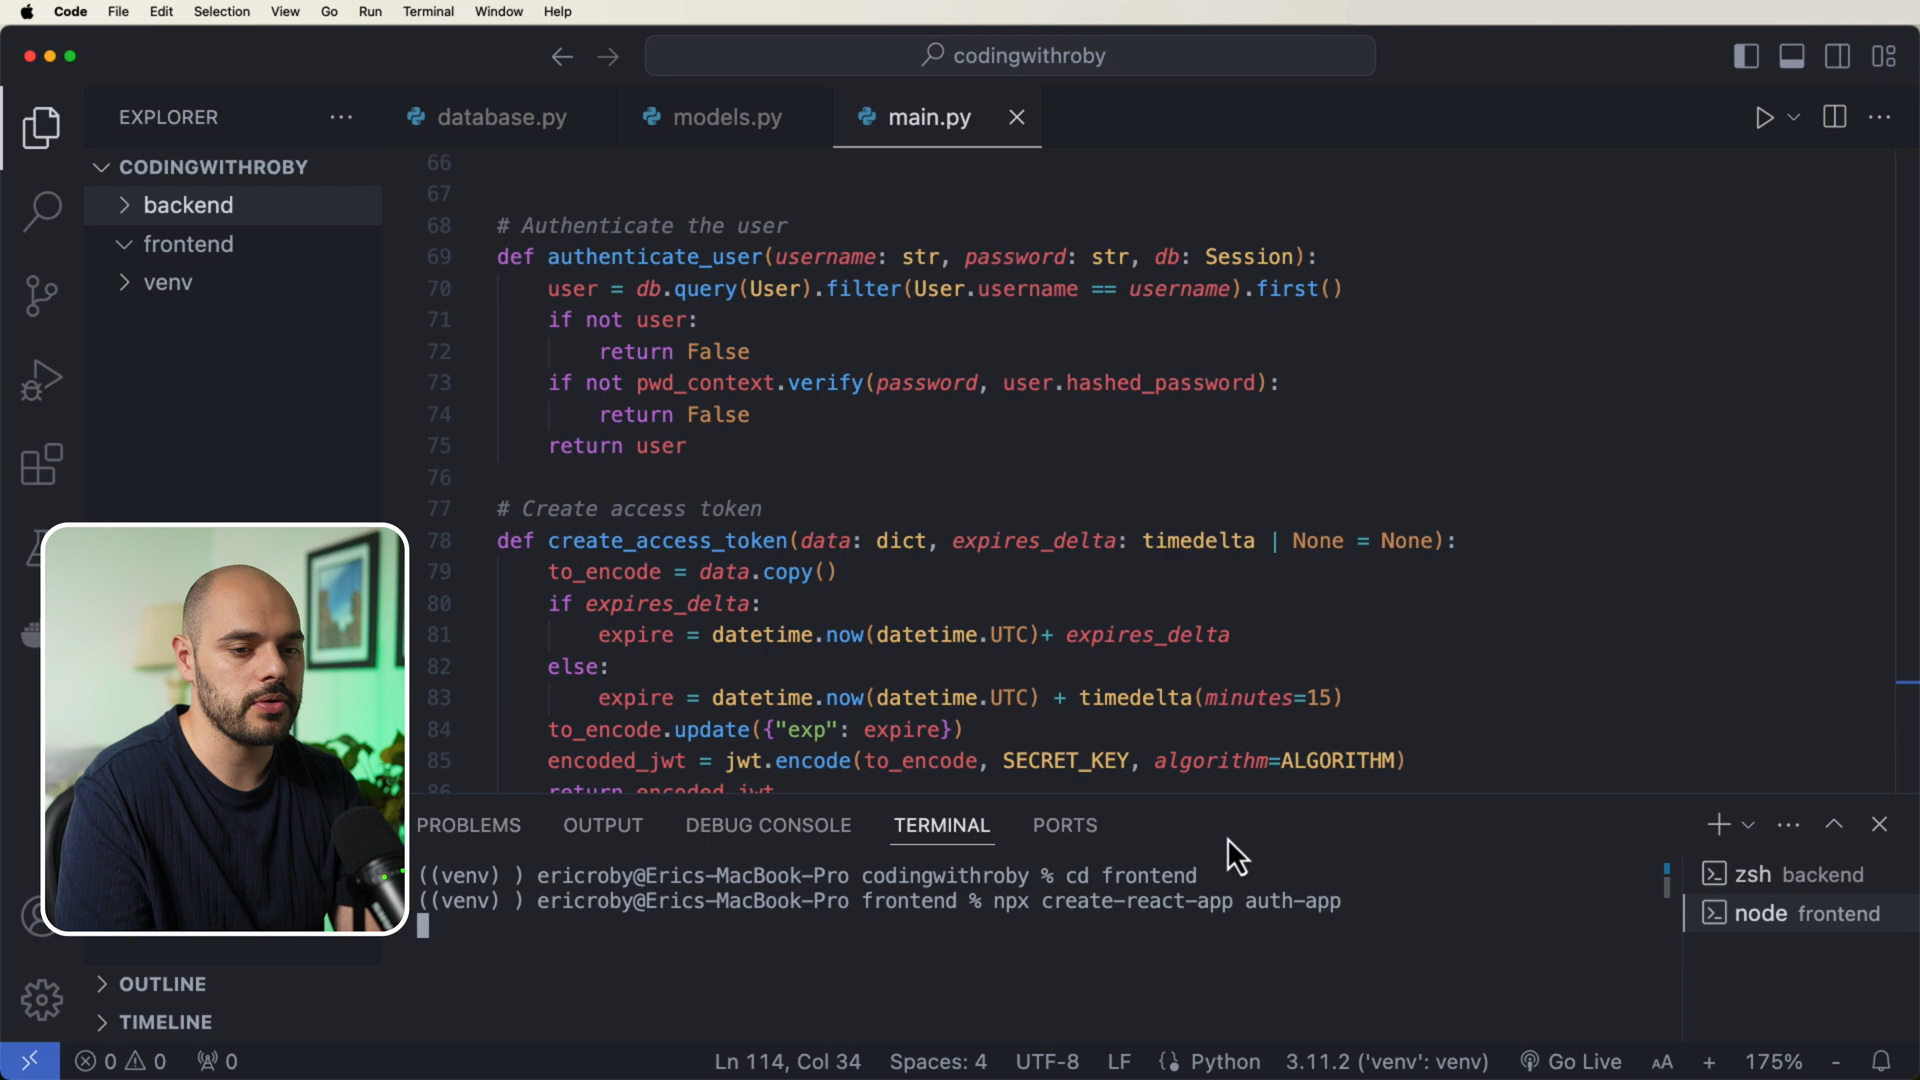 Code File Edit Selection View Go Run Terminal Window Help
codingwithroby
EXPLORER
database.py
models.py
main.py
CODINGWITHROBY
backend
frontend
venv
66
67
68 # Authenticate the user
69 def authenticate_user(username: str, password: str, db: Session):
70 user = db.query(User).filter(User.username == username).first()
71 if not user:
72 return False
73 if not pwd_context.verify(password, user.hashed_password):
74 return False
75 return user
76
77 # Create access token
78 def create_access_token(data: dict, expires_delta: timedelta | None = None):
79 to_encode = data.copy()
80 if expires_delta:
81 expire = datetime.now(datetime.UTC)+ expires_delta
82 else:
83 expire = datetime.now(datetime.UTC) + timedelta(minutes=15)
84 to_encode.update({"exp": expire})
85 encoded_jwt = jwt.encode(to_encode, SECRET_KEY, algorithm=ALGORITHM)
86 return encoded_jwt
PROBLEMS OUTPUT DEBUG CONSOLE TERMINAL PORTS
((venv) ) ericroby@Erics-MacBook-Pro codingwithroby % cd frontend
((venv) ) ericroby@Erics-MacBook-Pro frontend % npx create-react-app auth-app
zsh backend
node frontend
OUTLINE
TIMELINE
0 0 0
Ln 114, Col 34 Spaces: 4 UTF-8 LF Python 3.11.2 ('venv': venv) Go Live AA + 175% -